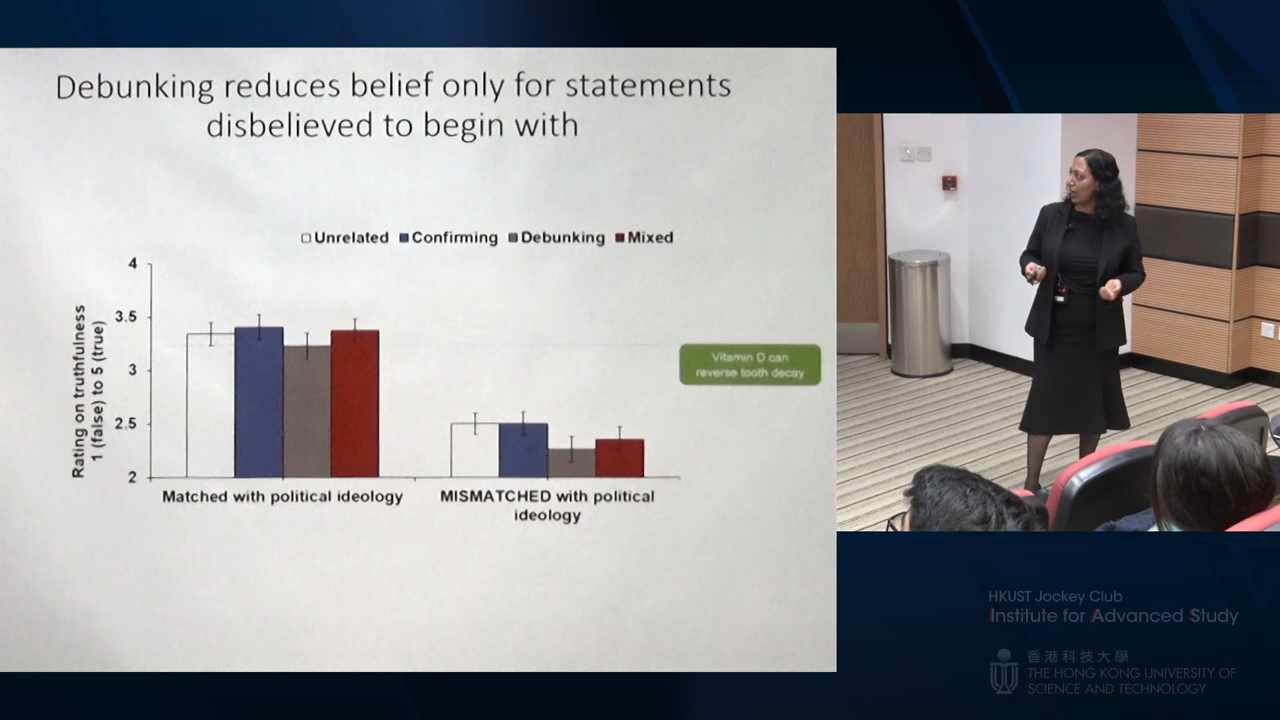 Debunking reduces belief only for statements
disbelieved to begin with
Unrelated Confirming Debunking Mixed
Rating on truthfulness
1 (false) to 5 (true)
4
3.5
3
2.5
2
Matched with political ideology
MISMATCHED with political
ideology
Vitamin D can
reverse tooth decay
HKUST Jockey Club
Institute for Advanced Study
香港科技大學
THE HONG KONG UNIVERSITY OF
SCIENCE AND TECHNOLOGY